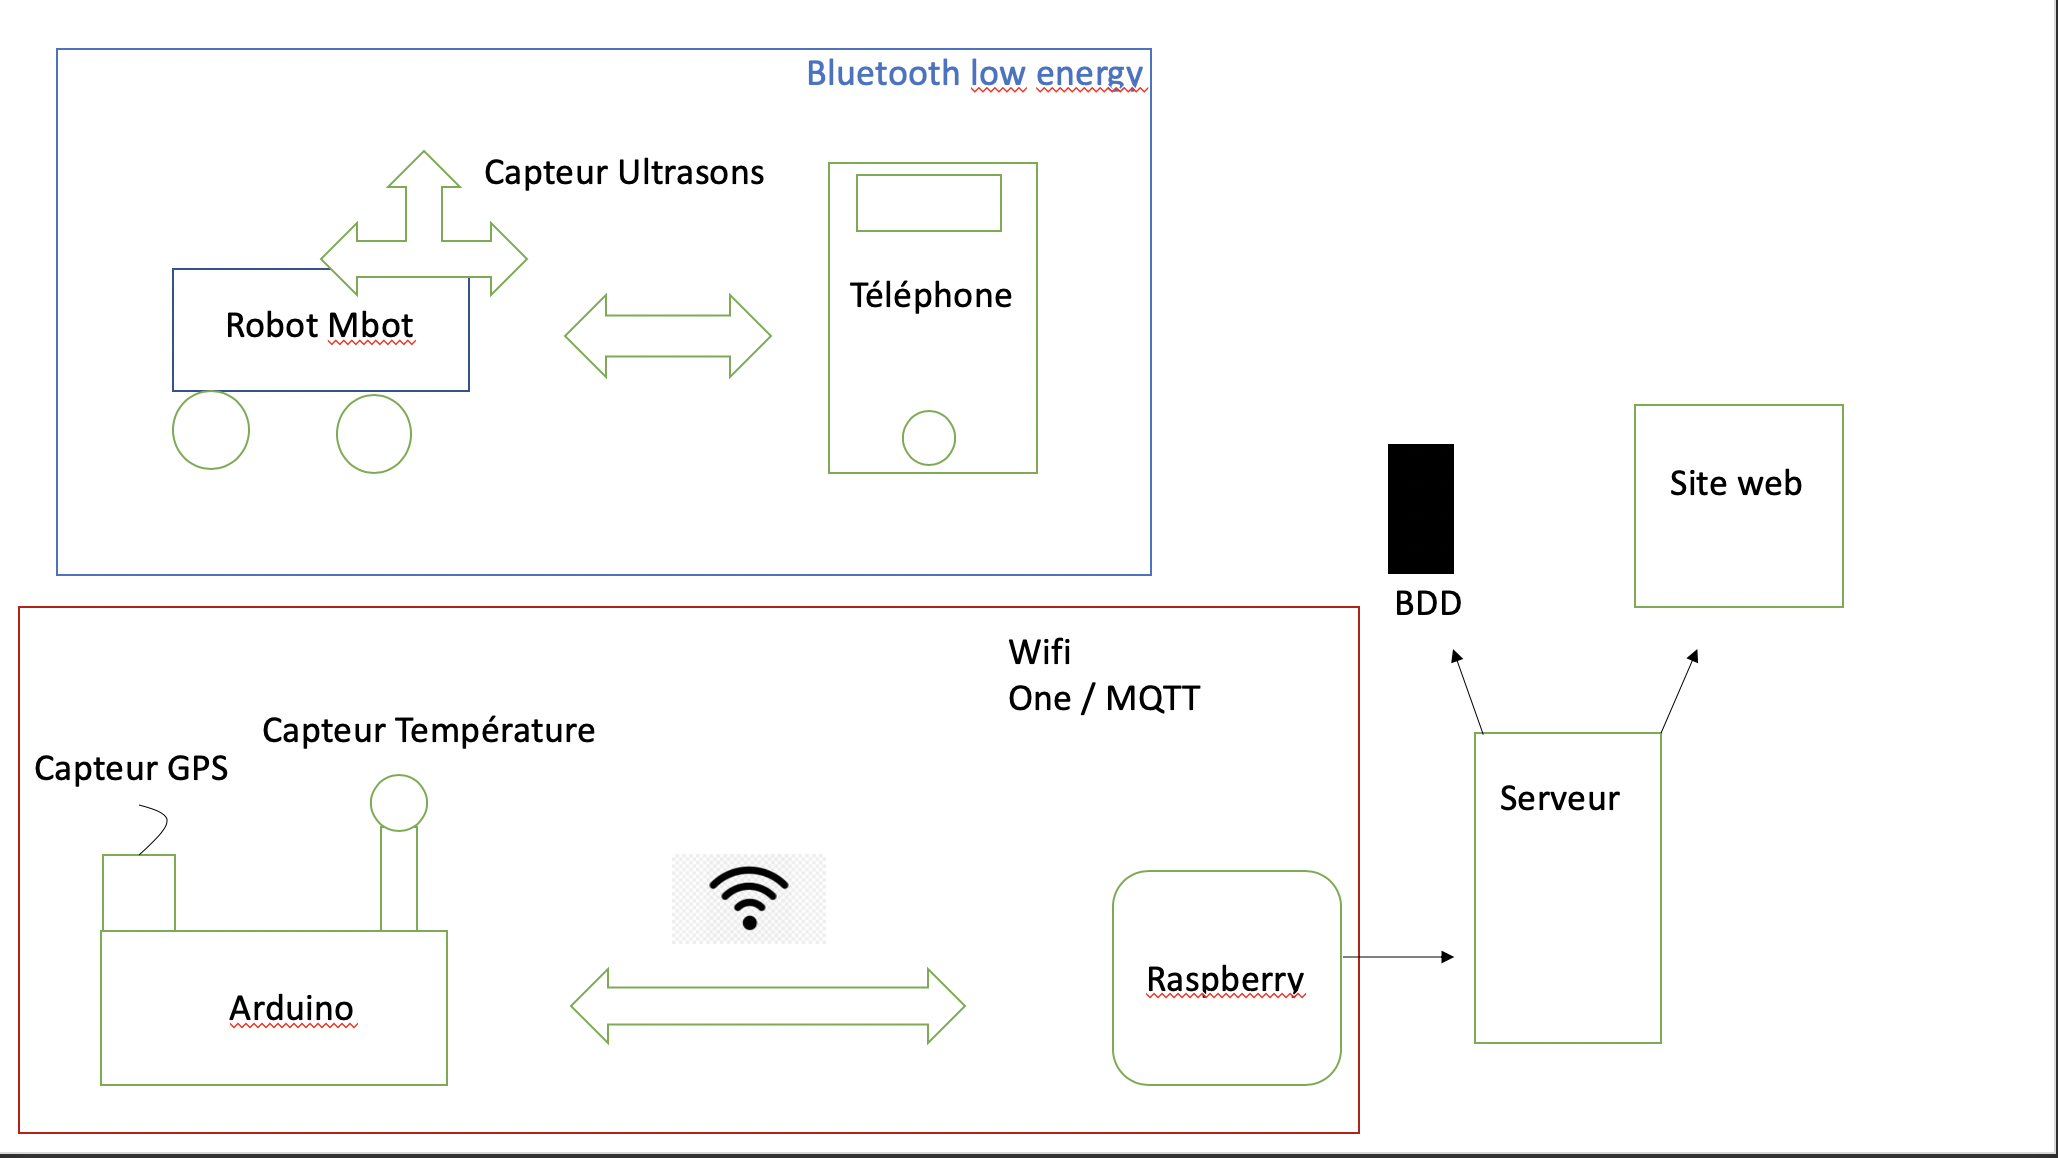 Bluetooth low energy
Capteur Ultrasons
Téléphone
Robot Mbot
Site web
BDD
Wifi
One / MQTT
Capteur Température
Capteur GPS
Serveur
Raspberry
Arduino